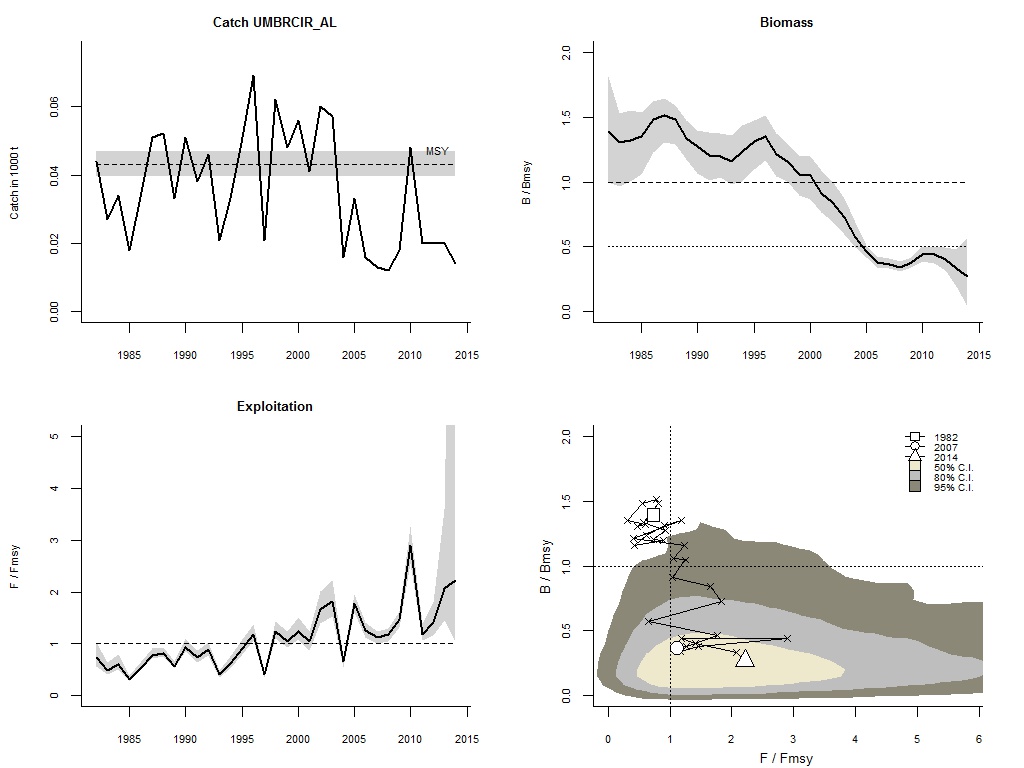 Catch UMBRCIR_AL
Catch in 1000 t
0.00 0.02 0.04 0.06
MSY
1985 1990 1995 2000 2005 2010 2015
Biomass
B / Bmsy
0.0 0.5 1.0 1.5 2.0
1985 1990 1995 2000 2005 2010 2015
Exploitation
F / Fmsy
0 1 2 3 4 5
1985 1990 1995 2000 2005 2010 2015
B / Bmsy
0.0 0.5 1.0 1.5 2.0
1982
2007
2014
50% C.I.
80% C.I.
95% C.I.
0 1 2 3 4 5 6
F / Fmsy